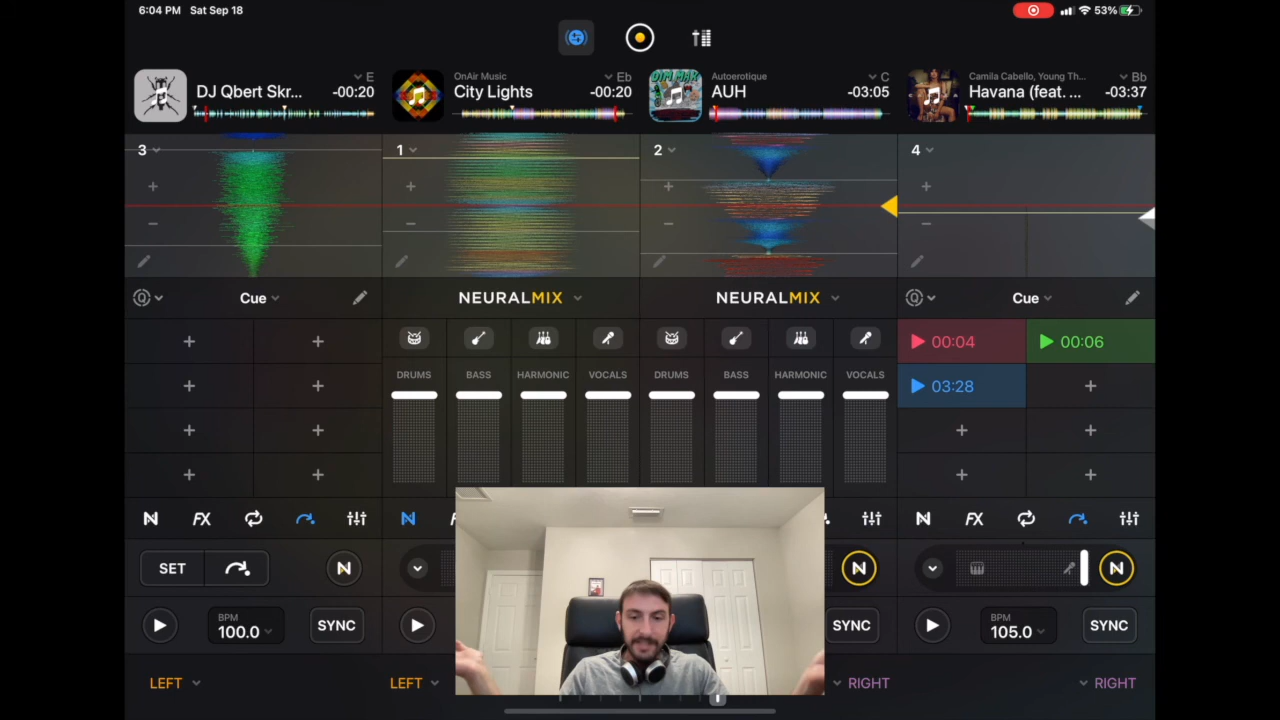 6:04 PM Sat Sep 18
53%
DJ Qbert Skr...
E
-00:20
OnAir Music
City Lights
Eb
-00:20
Autoerotique
AUH
C
-03:05
Camila Cabello, Young Th...
Havana (feat. ...
Bb
-03:37
DIM MAK
3
1
2
4
Cue
NEURALMIX
NEURALMIX
Cue
DRUMS
BASS
HARMONIC
VOCALS
DRUMS
BASS
HARMONIC
VOCALS
00:04
00:06
03:28
FX
FX
SET
BPM
100.0
SYNC
SYNC
BPM
105.0
SYNC
LEFT
LEFT
RIGHT
RIGHT